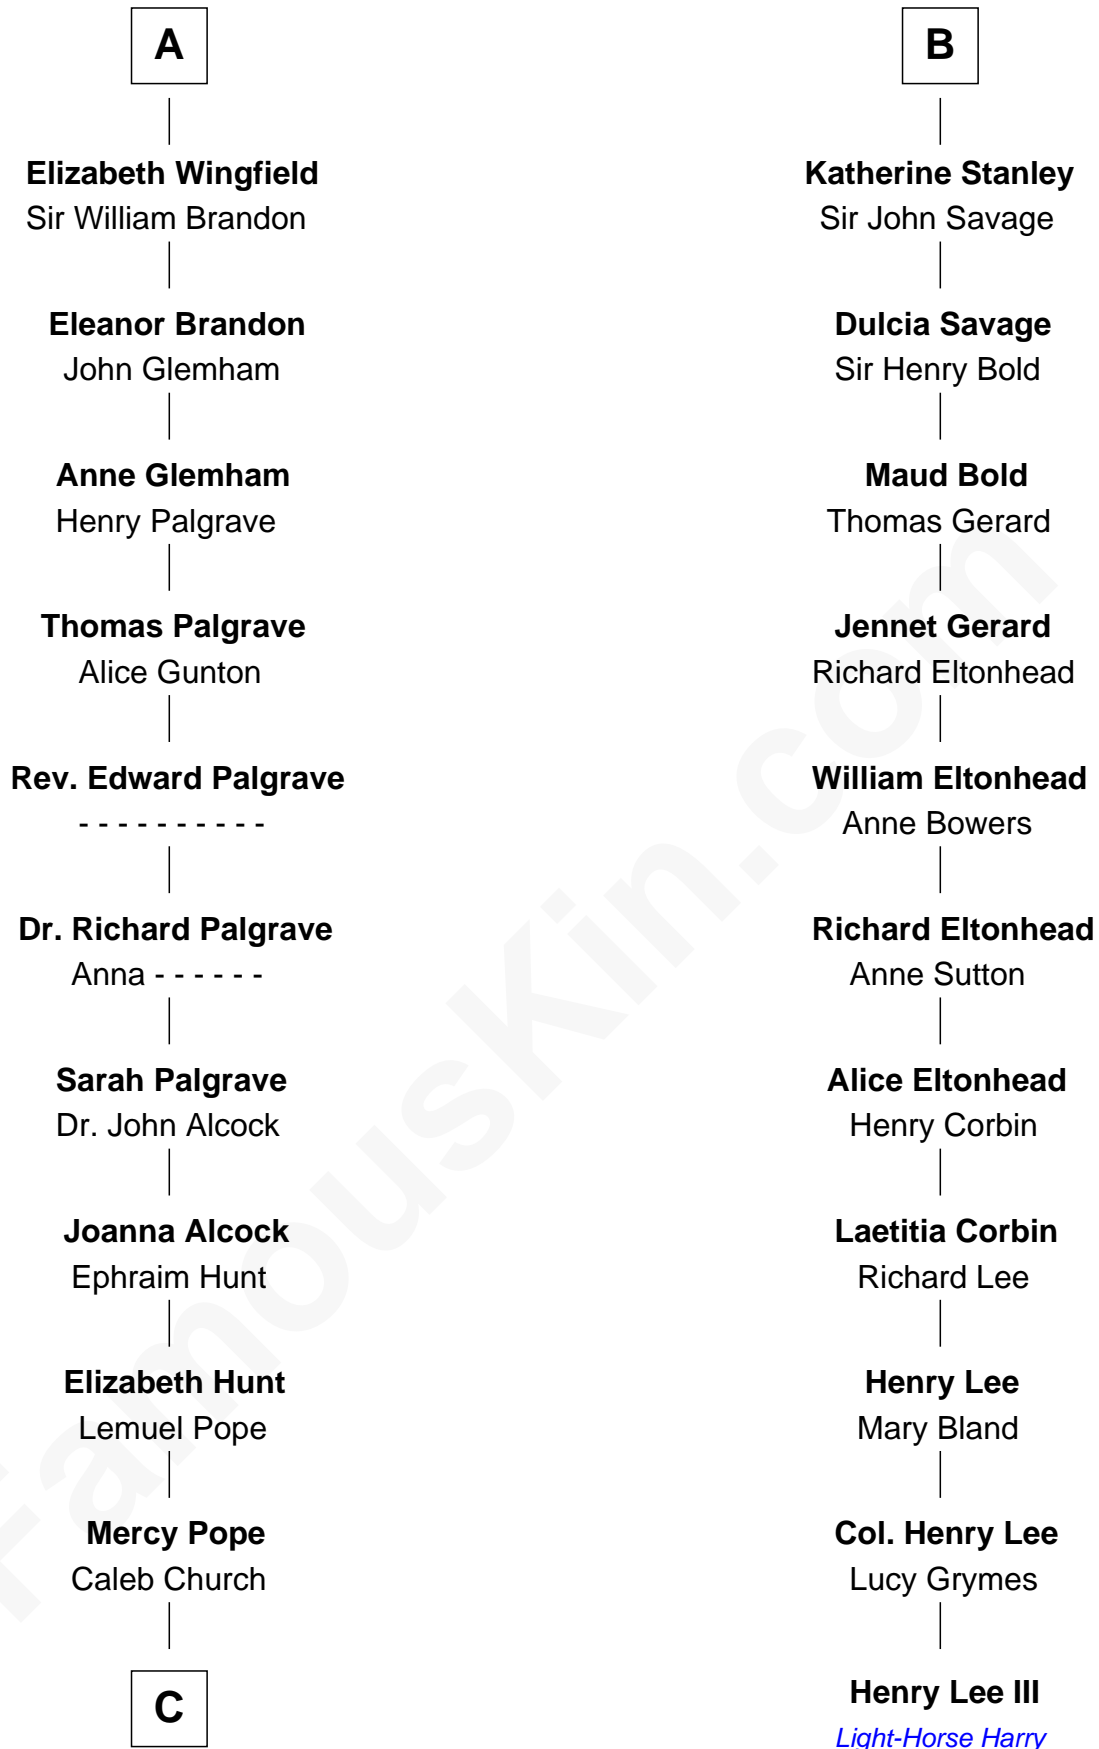 A
Elizabeth Wingfield
Sir William Brandon
Eleanor Brandon
John Glemham
Anne Glemham
Henry Palgrave
Thomas Palgrave
Alice Gunton
Rev. Edward Palgrave
- - - - - - - - - -
Dr. Richard Palgrave
Anna - - - - - -
Sarah Palgrave
Dr. John Alcock
Joanna Alcock
Ephraim Hunt
Elizabeth Hunt
Lemuel Pope
Mercy Pope
Caleb Church
C
B
Katherine Stanley
Sir John Savage
Dulcia Savage
Sir Henry Bold
Maud Bold
Thomas Gerard
Jennet Gerard
Richard Eltonhead
William Eltonhead
Anne Bowers
Richard Eltonhead
Anne Sutton
Alice Eltonhead
Henry Corbin
Laetitia Corbin
Richard Lee
Henry Lee
Mary Bland
Col. Henry Lee
Lucy Grymes
Henry Lee III
Light-Horse Harry
FamousKin.com